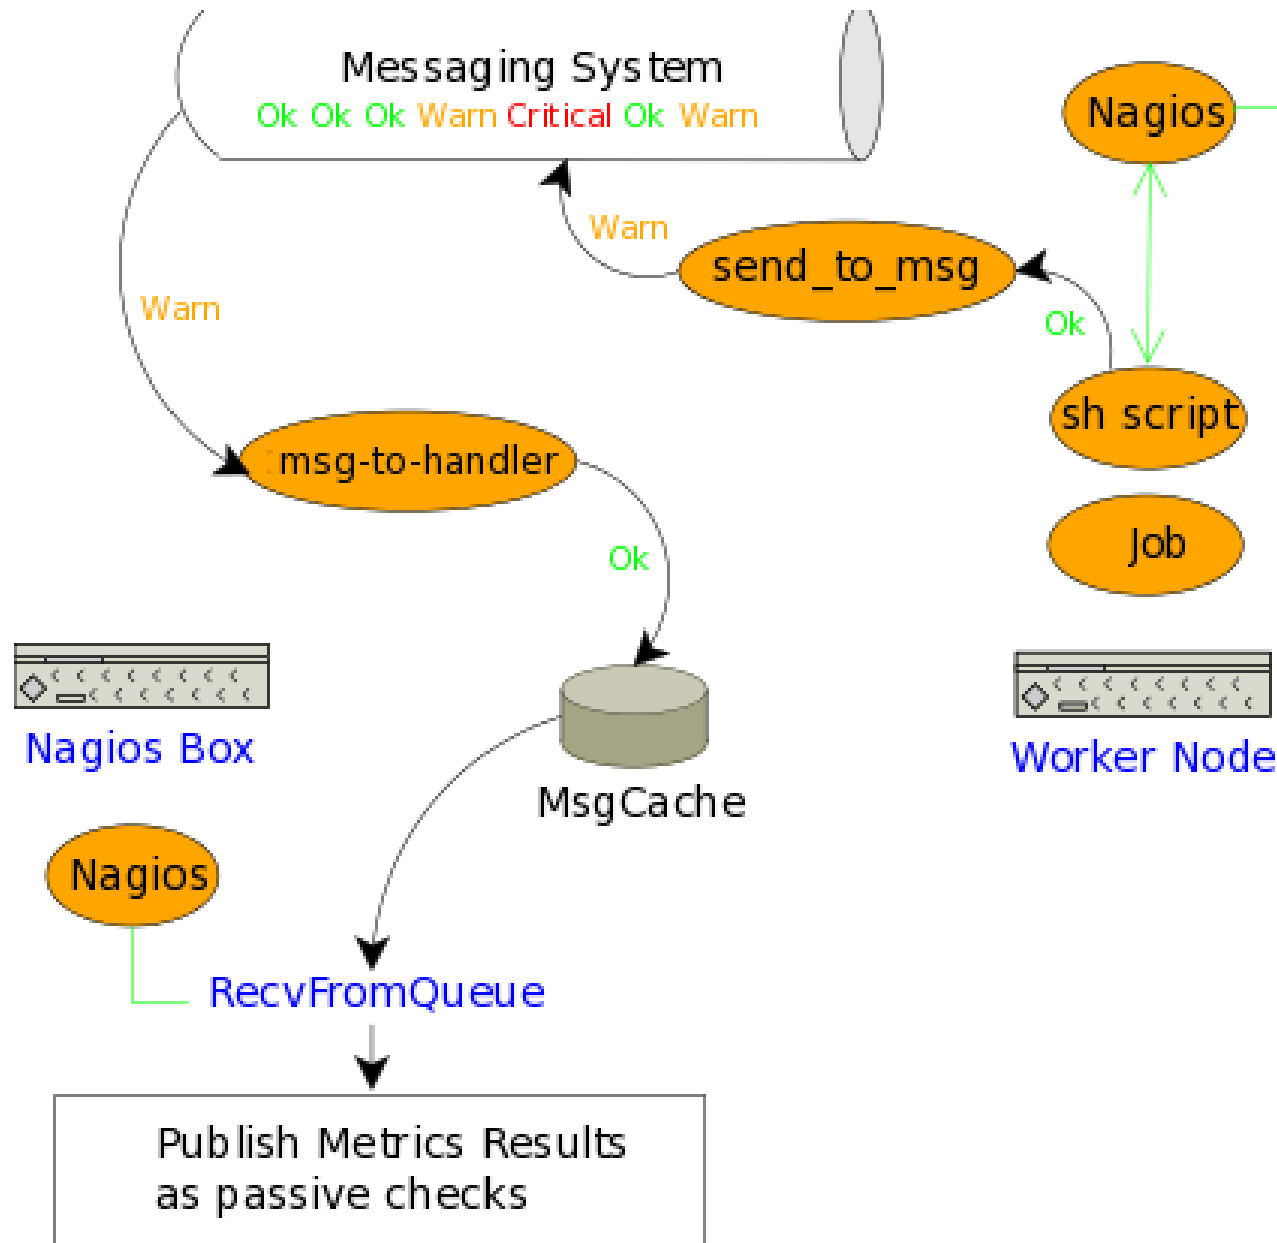 Messaging System
Ok Ok Ok Warn Critical Ok Warn
Nagios
Warn
send_to_msg
Warn
Ok
sh script
msg-to-handler
Job
Ok
Nagios Box
Worker Node
MsgCache
Nagios
RecvFromQueue
Publish Metrics Results
as passive checks